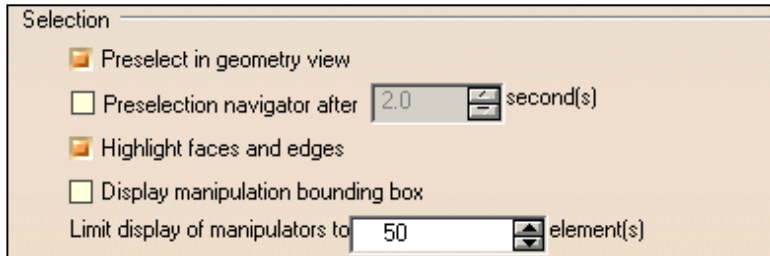 Selection
Preselect in geometry view
Preselection navigator after 2.0 second(s)
Highlight faces and edges
Display manipulation bounding box
Limit display of manipulators to 50 element(s)